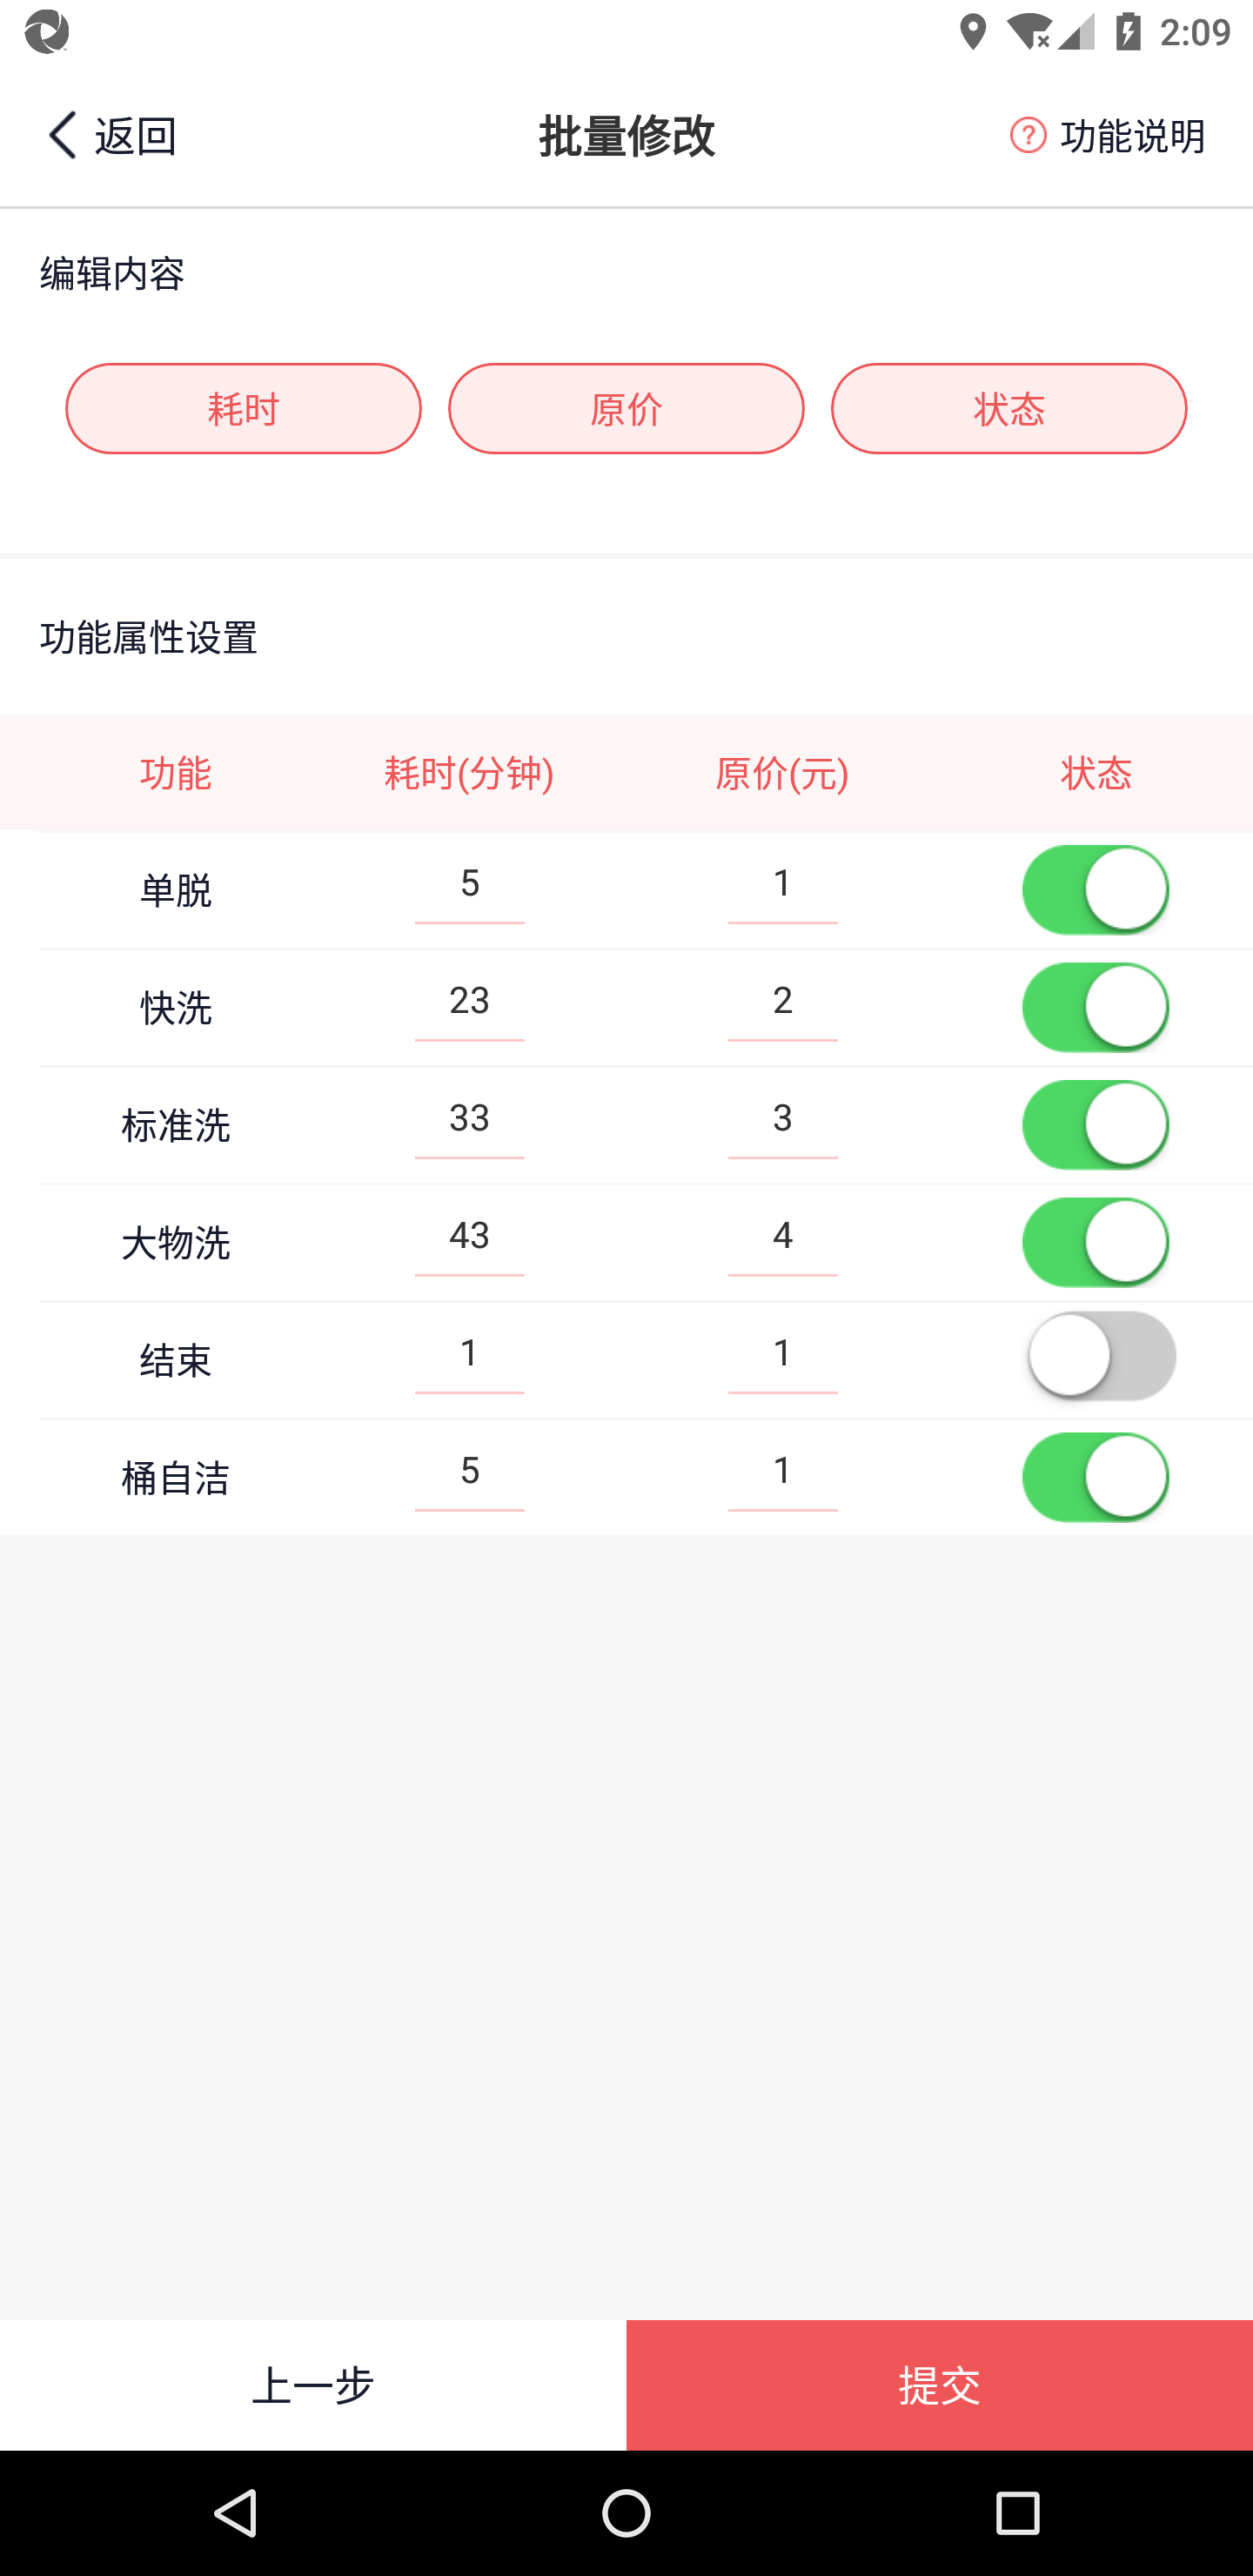 2:09
返回 批量修改 功能说明
编辑内容
耗时 原价 状态
功能属性设置
功能 耗时(分钟) 原价(元) 状态
单脱 5 1
快洗 23 2
标准洗 33 3
大物洗 43 4
结束 1 1
桶自洁 5 1
上一步 提交